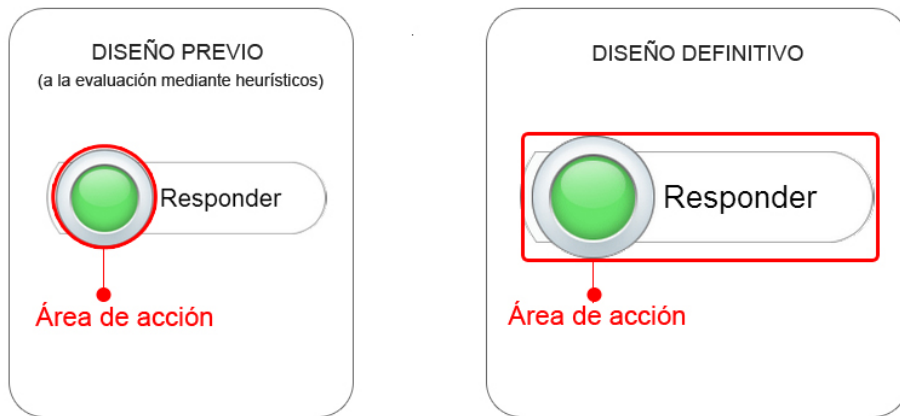 DISEÑO PREVIO
(a la evaluación mediante heurísticos)
Responder
Área de acción
DISEÑO DEFINITIVO
Responder
Área de acción